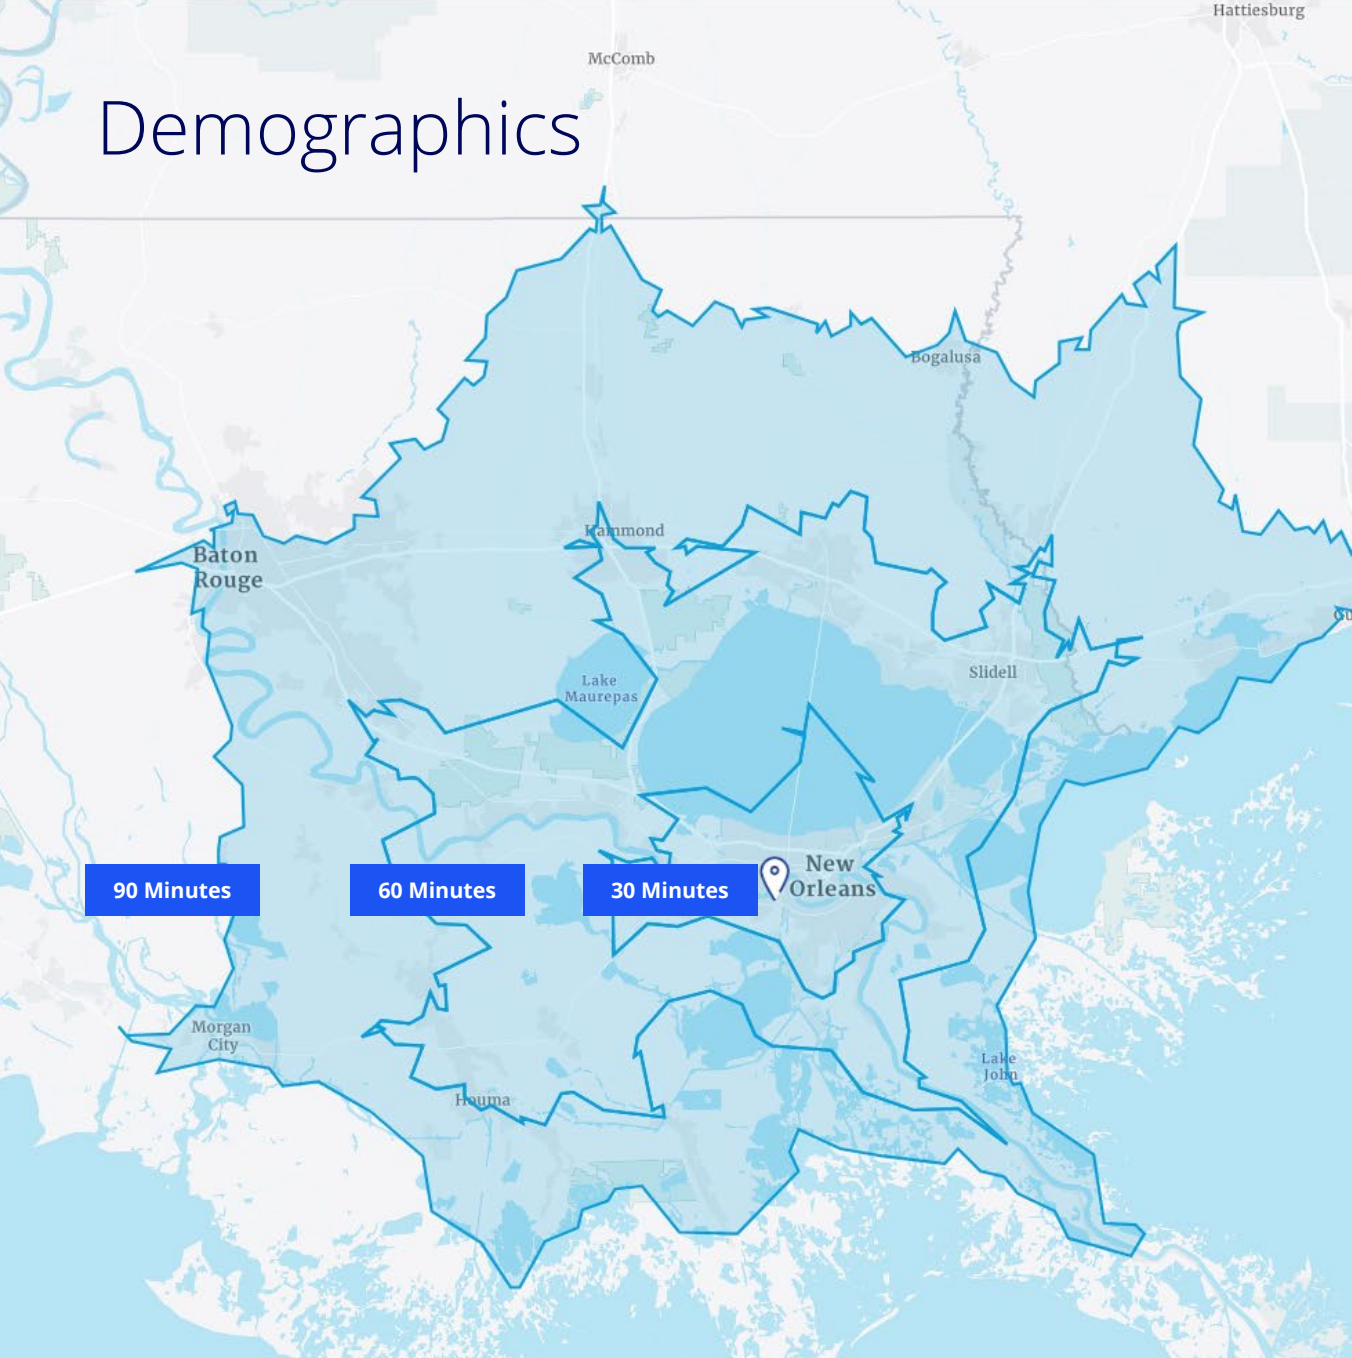 Hattiesburg
McComb
Demographics
Bogalusa
Hammond
Baton
Rouge
Slidell
Lake
Maurepas
New
Orleans
90 Minutes
60 Minutes
30 Minutes
Morgan
City
Lake
John
Houma